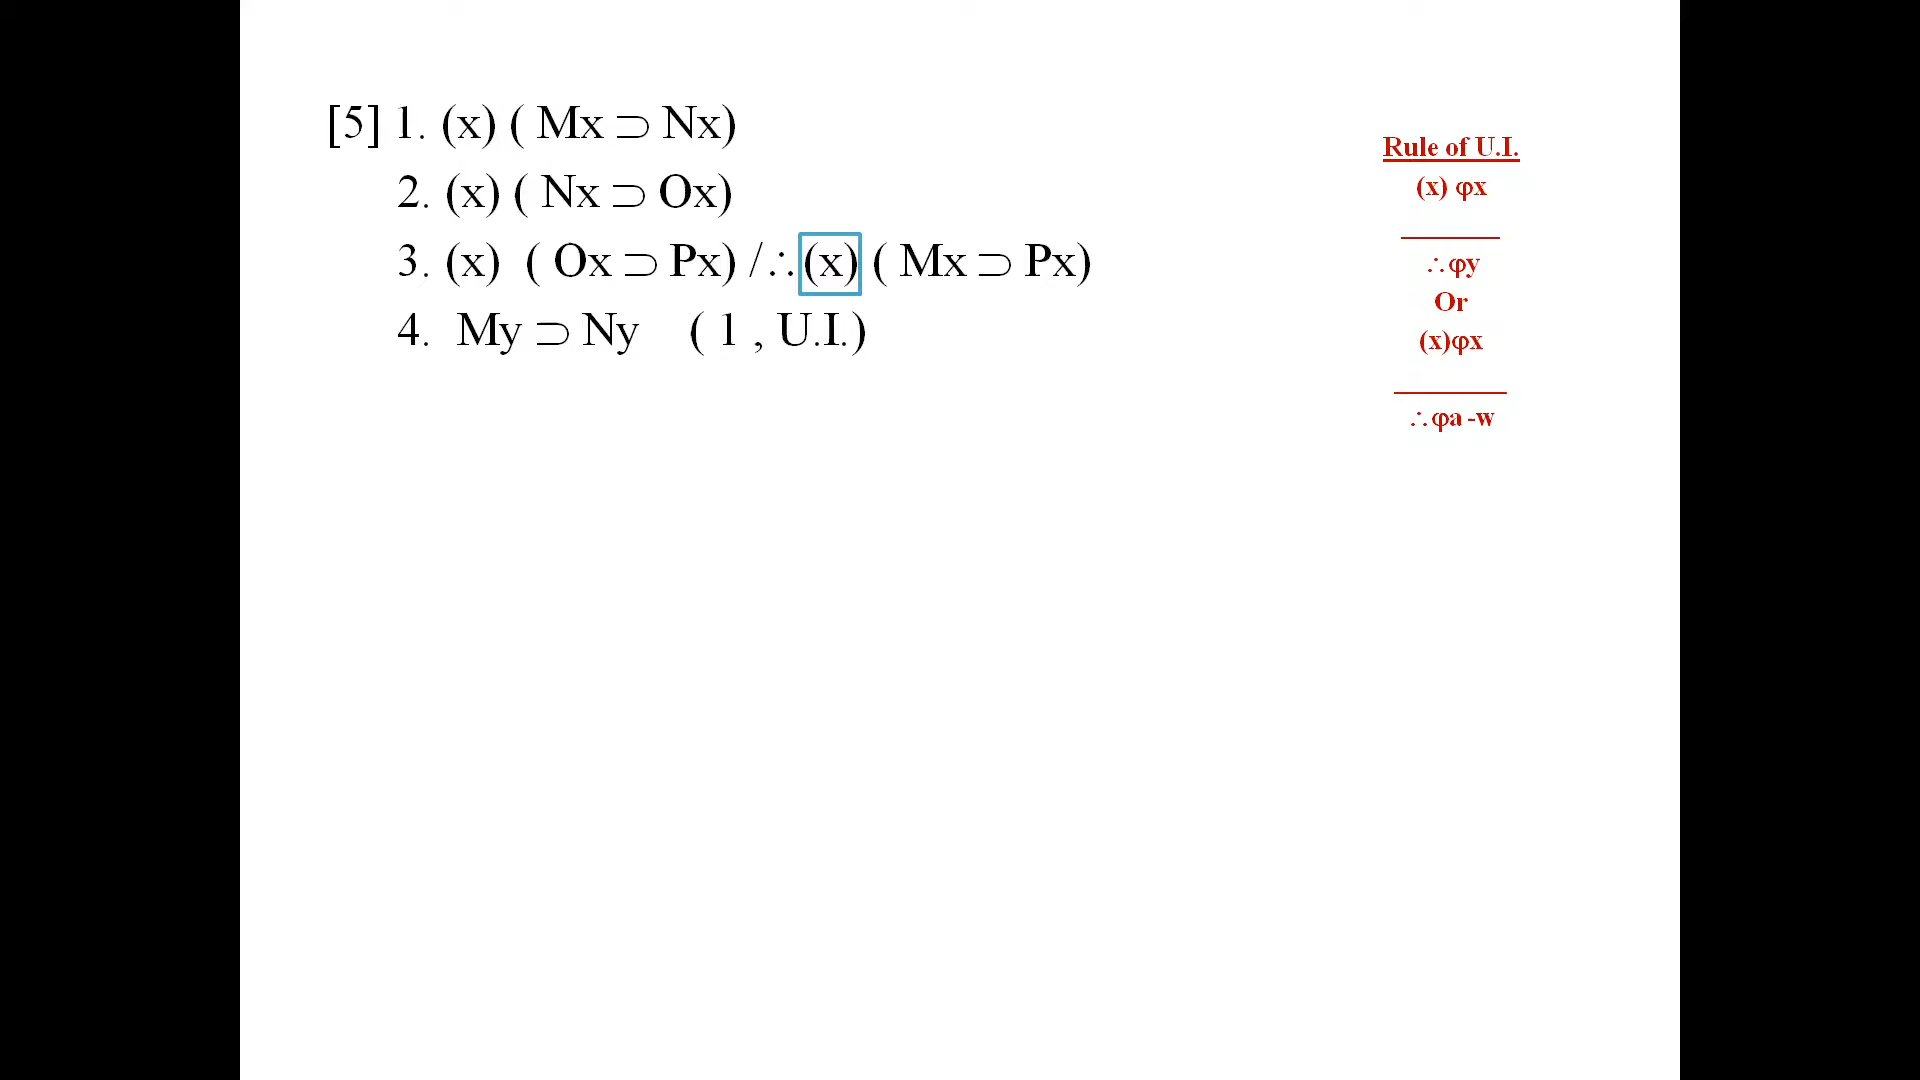 [5] 1. (x) ( Mx ⊃ Nx)
2. (x) ( Nx ⊃ Ox)
3. (x) ( Ox ⊃ Px) /∴ (x) ( Mx ⊃ Px)
4. My ⊃ Ny ( 1 , U.I.)
Rule of U.I.
(x) φx
∴φy
Or
(x)φx
∴φa -w